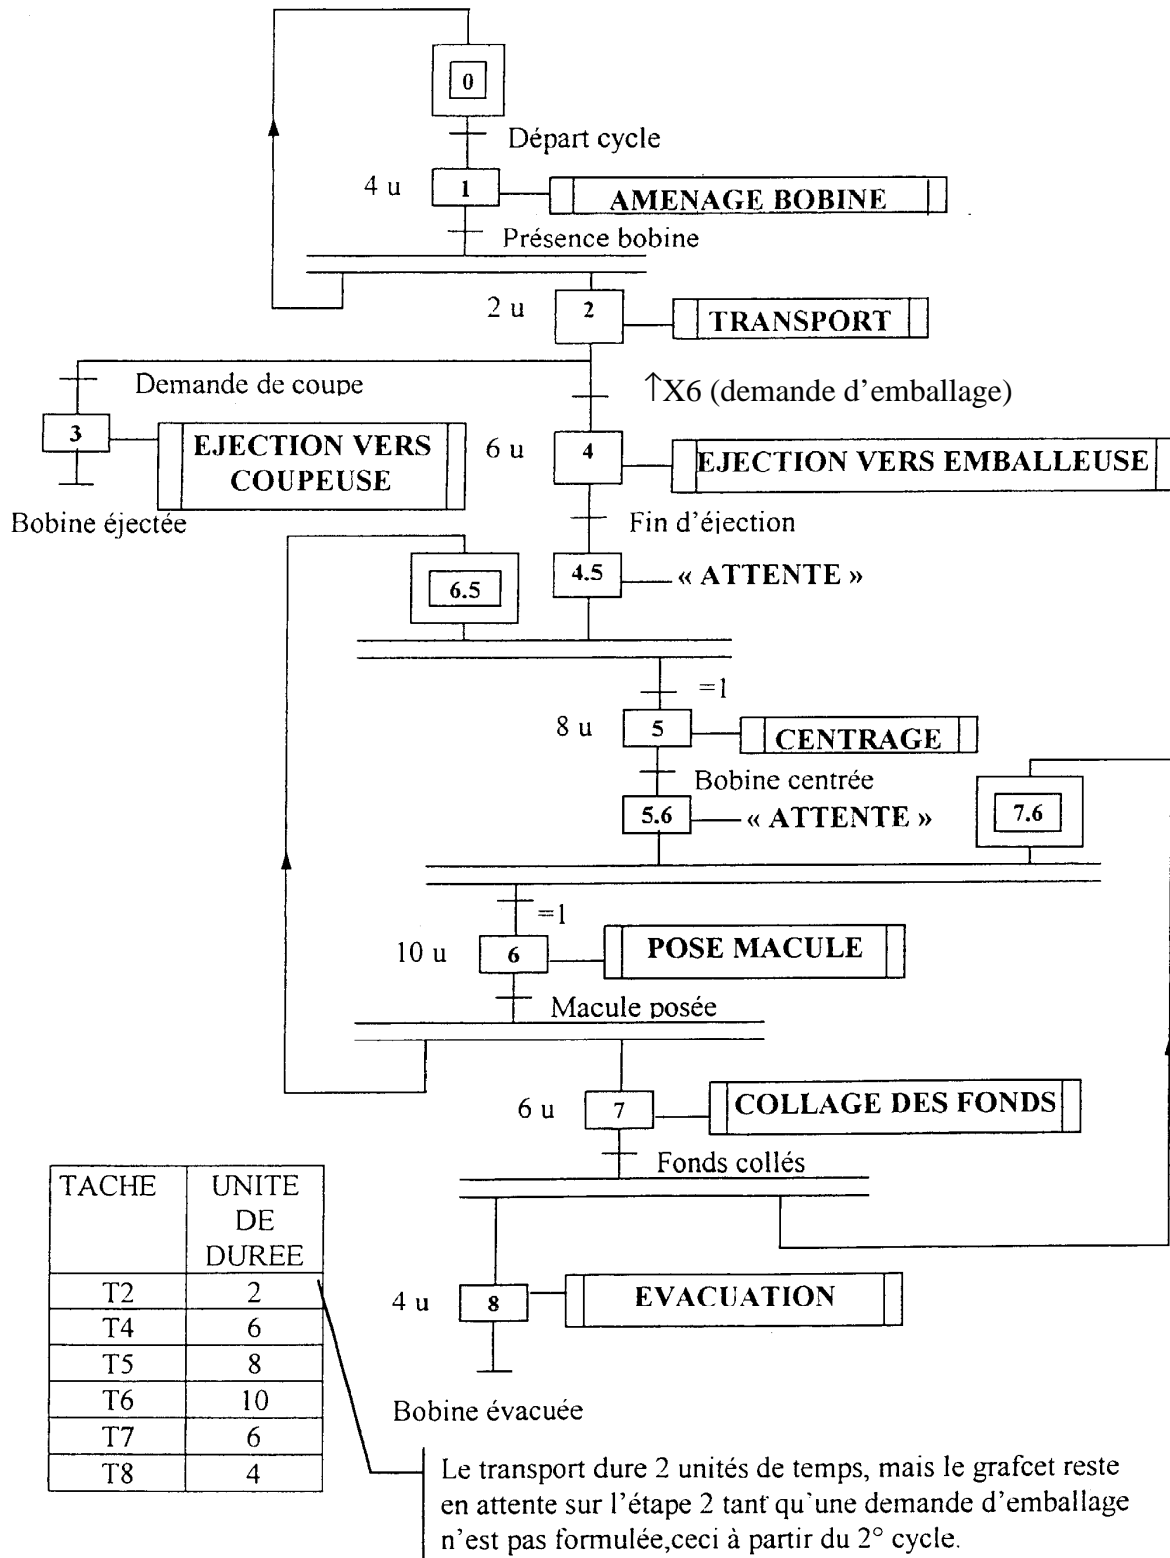 0
Départ cycle
4 u
1
AMENAGE BOBINE
Présence bobine
2 u
2
TRANSPORT
Demande de coupe
↑X6 (demande d'emballage)
3
EJECTION VERS
COUPEUSE
6 u
4
EJECTION VERS EMBALLEUSE
Bobine éjectée
Fin d'éjection
6.5
4.5
« ATTENTE »
=1
8 u
5
CENTRAGE
Bobine centrée
5.6
« ATTENTE »
7.6
=1
10 u
6
POSE MACULE
Macule posée
6 u
7
COLLAGE DES FONDS
Fonds collés
TACHE UNITE
DE
DUREE
T2 2
T4 6
T5 8
T6 10
T7 6
T8 4
4 u
8
EVACUATION
Bobine évacuée
Le transport dure 2 unités de temps, mais le grafcet reste
en attente sur l'étape 2 tant qu'une demande d'emballage
n'est pas formulée,ceci à partir du 2° cycle.